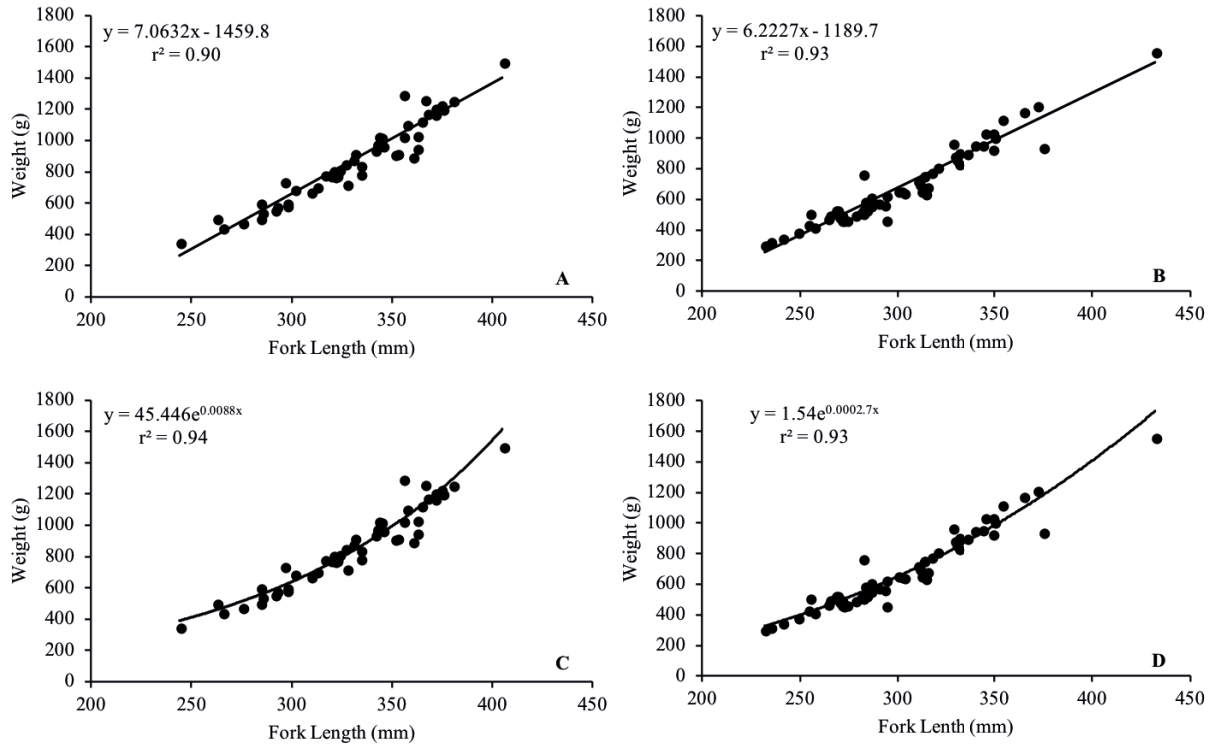 1800
1600
1400
1200
1000
800
600
400
200
0
Weight (g)
y = 7.0632x - 1459.8
r² = 0.90
A
200 250 300 350 400 450
Fork Length (mm)
1800
1600
1400
1200
1000
800
600
400
200
0
Weight (g)
y = 6.2227x - 1189.7
r² = 0.93
B
200 250 300 350 400 450
Fork Lenth (mm)
1800
1600
1400
1200
1000
800
600
400
200
0
Weight (g)
y = 45.446e0.0088x
r² = 0.94
C
200 250 300 350 400 450
Fork Length (mm)
1800
1600
1400
1200
1000
800
600
400
200
0
Weight (g)
y = 1.54e0.0002.7x
r² = 0.93
D
200 250 300 350 400 450
Fork Lenth (mm)